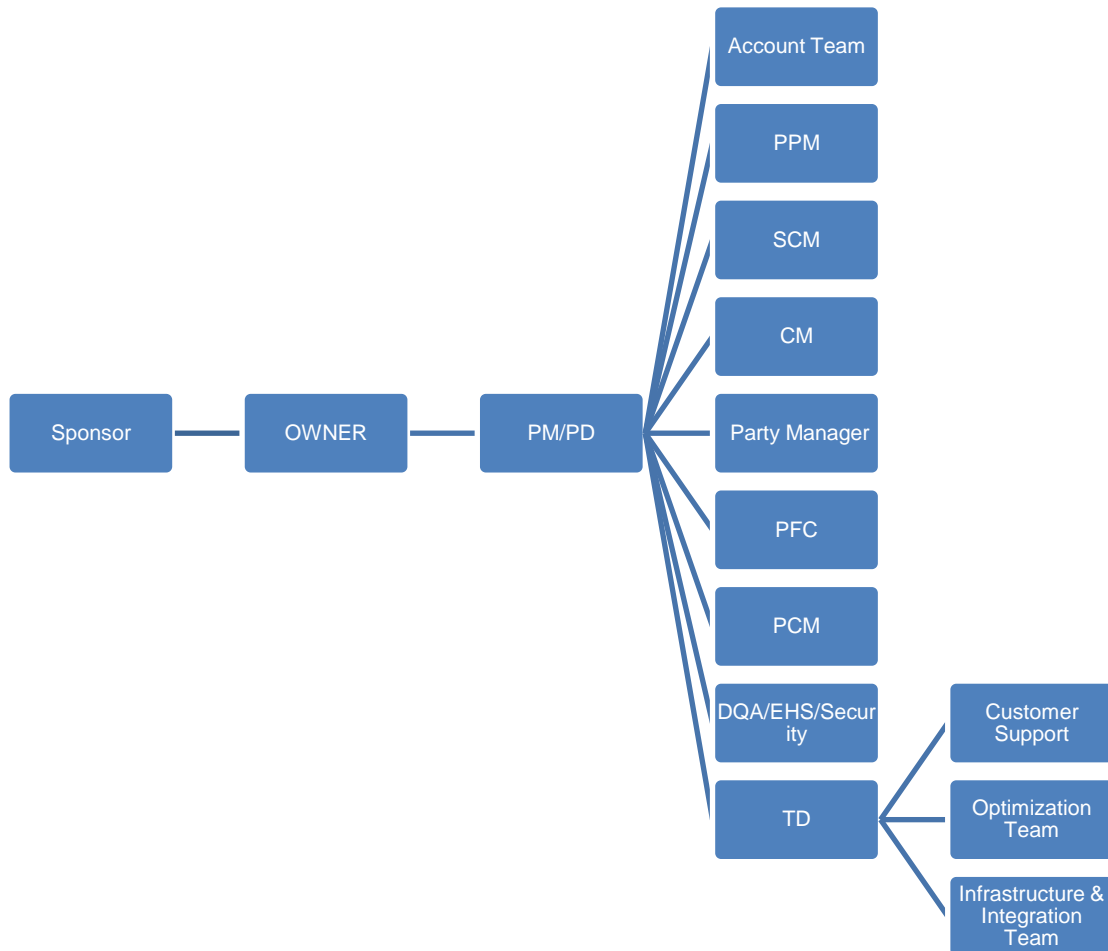 Account Team
PPM
SCM
CM
Sponsor
OWNER
PM/PD
Party Manager
PFC
PCM
DQA/EHS/Secur
ity
Customer
Support
TD
Optimization
Team
Infrastructure &
Integration
Team